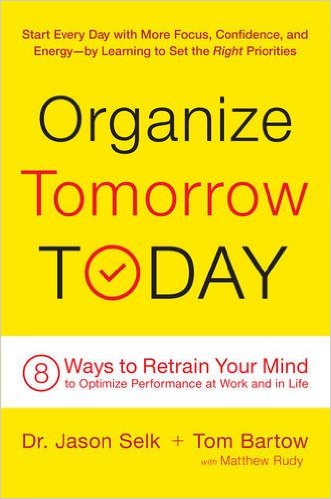 Start Every Day with More Focus, Confidence, and
Energy—by Learning to Set the Right Priorities
Organize
Tomorrow
TODAY
8 Ways to Retrain Your Mind
to Optimize Performance at Work and in Life
Dr. Jason Selk + Tom Bartow
with Matthew Rudy